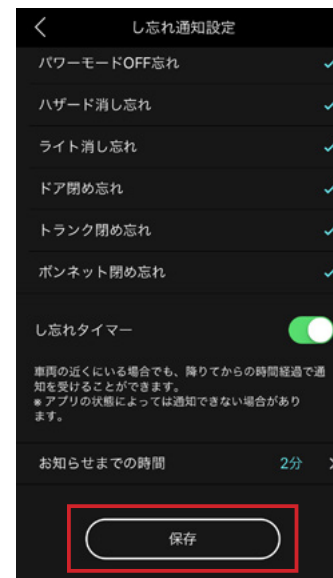 し忘れ通知設定
パワーモードOFF忘れ
ハザード消し忘れ
ライト消し忘れ
ドア閉め忘れ
トランク閉め忘れ
ボンネット閉め忘れ
し忘れタイマー
車両の近くにいる場合でも、降りてからの時間経過で通
知を受けることができます。
※ アプリの状態によっては通知できない場合があり
ます。
お知らせまでの時間 2分
保存